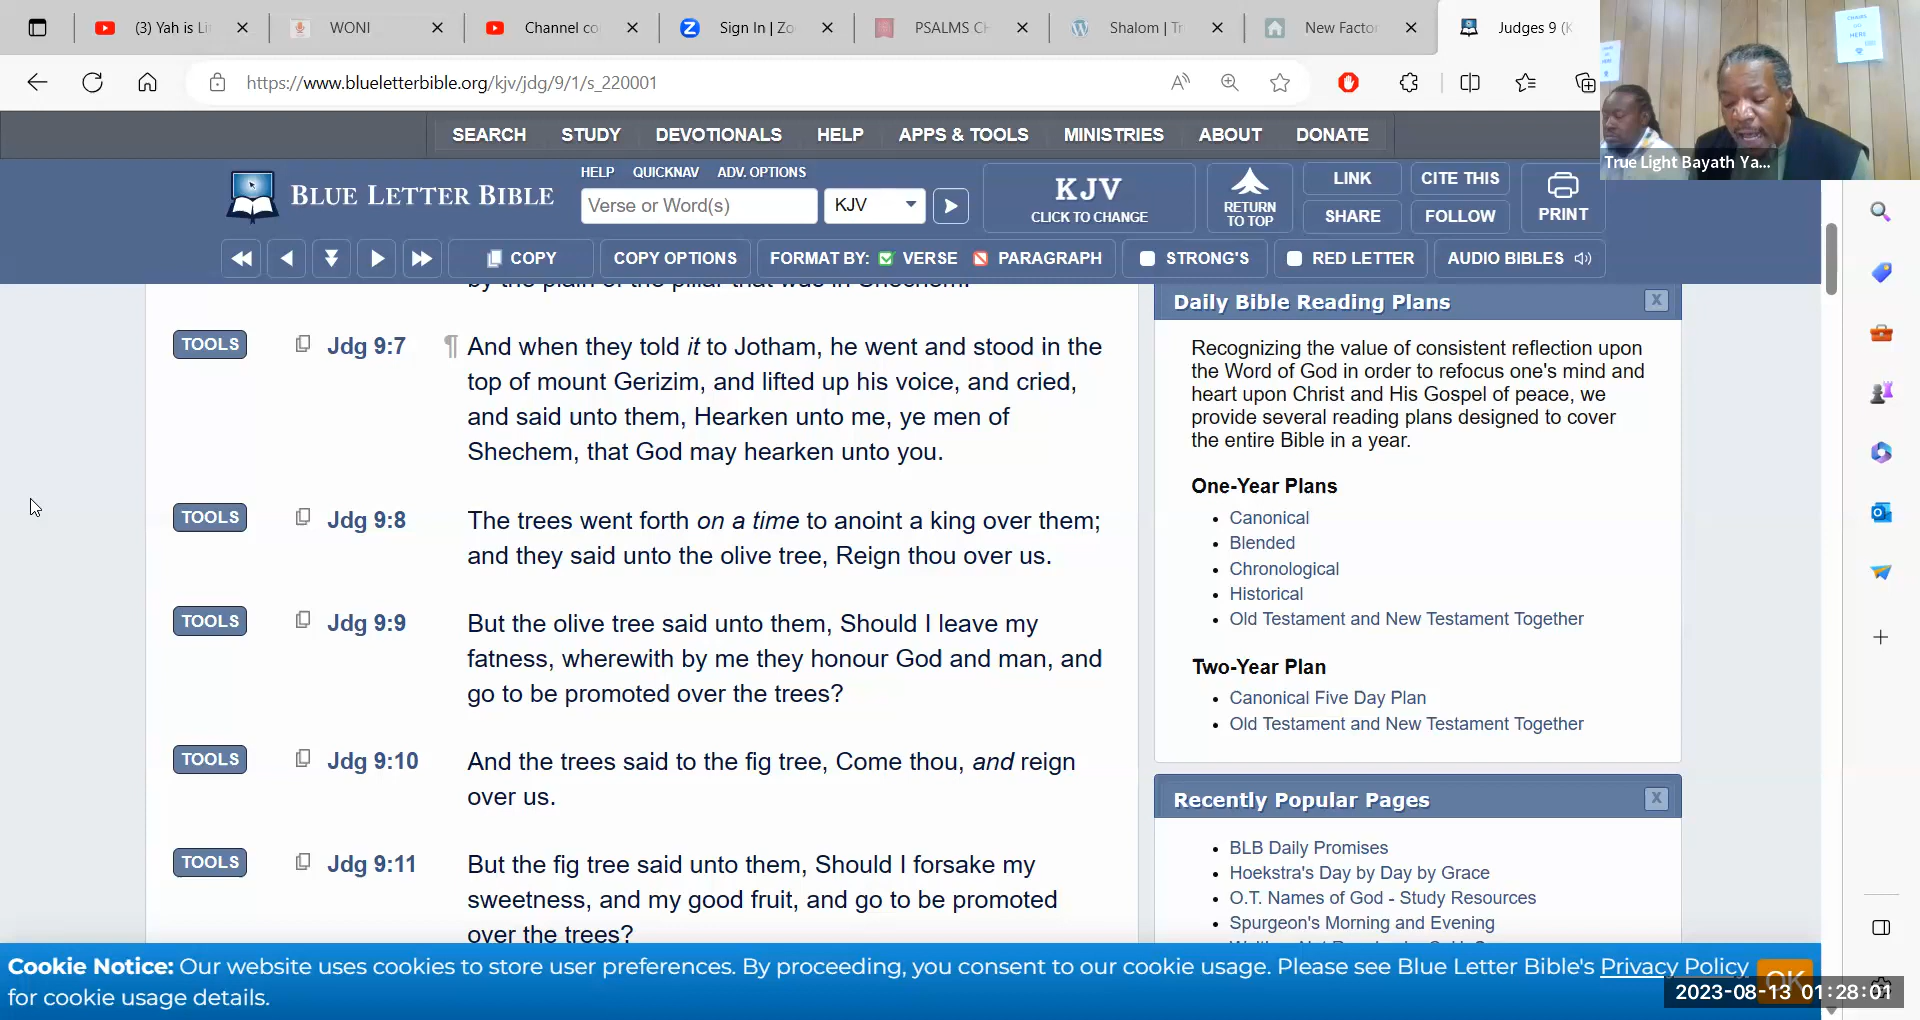 (3) Yah is Li
WONI
Channel co
Sign In | Zo
PSALMS CH
Shalom | Tr
New Factor
Judges 9 (K
https://www.blueletterbible.org/kjv/jdg/9/1/s_220001
CHAIRS
HERE
True Light Bayath Ya...
SEARCH STUDY DEVOTIONALS HELP APPS & TOOLS MINISTRIES ABOUT DONATE
BLUE LETTER BIBLE
HELP QUICKNAV ADV. OPTIONS
Verse or Word(s)
KJV
KJV
CLICK TO CHANGE
RETURN
TO TOP
LINK
CITE THIS
SHARE
FOLLOW
PRINT
COPY COPY OPTIONS FORMAT BY: VERSE PARAGRAPH STRONG'S RED LETTER AUDIO BIBLES
by the plain of the pillar that was in Shechem.
TOOLS Jdg 9:7 ¶ And when they told it to Jotham, he went and stood in the
top of mount Gerizim, and lifted up his voice, and cried,
and said unto them, Hearken unto me, ye men of
Shechem, that God may hearken unto you.
TOOLS Jdg 9:8 The trees went forth on a time to anoint a king over them;
and they said unto the olive tree, Reign thou over us.
TOOLS Jdg 9:9 But the olive tree said unto them, Should I leave my
fatness, wherewith by me they honour God and man, and
go to be promoted over the trees?
TOOLS Jdg 9:10 And the trees said to the fig tree, Come thou, and reign
over us.
TOOLS Jdg 9:11 But the fig tree said unto them, Should I forsake my
sweetness, and my good fruit, and go to be promoted
over the trees?
Daily Bible Reading Plans X
Recognizing the value of consistent reflection upon
the Word of God in order to refocus one's mind and
heart upon Christ and His Gospel of peace, we
provide several reading plans designed to cover
the entire Bible in a year.
One-Year Plans
Canonical
Blended
Chronological
Historical
Old Testament and New Testament Together
Two-Year Plan
Canonical Five Day Plan
Old Testament and New Testament Together
Recently Popular Pages X
BLB Daily Promises
Hoekstra's Day by Day by Grace
O.T. Names of God - Study Resources
Spurgeon's Morning and Evening
Cookie Notice: Our website uses cookies to store user preferences. By proceeding, you consent to our cookie usage. Please see Blue Letter Bible's Privacy Policy
for cookie usage details.
OK
2023-08-13 01:28:01